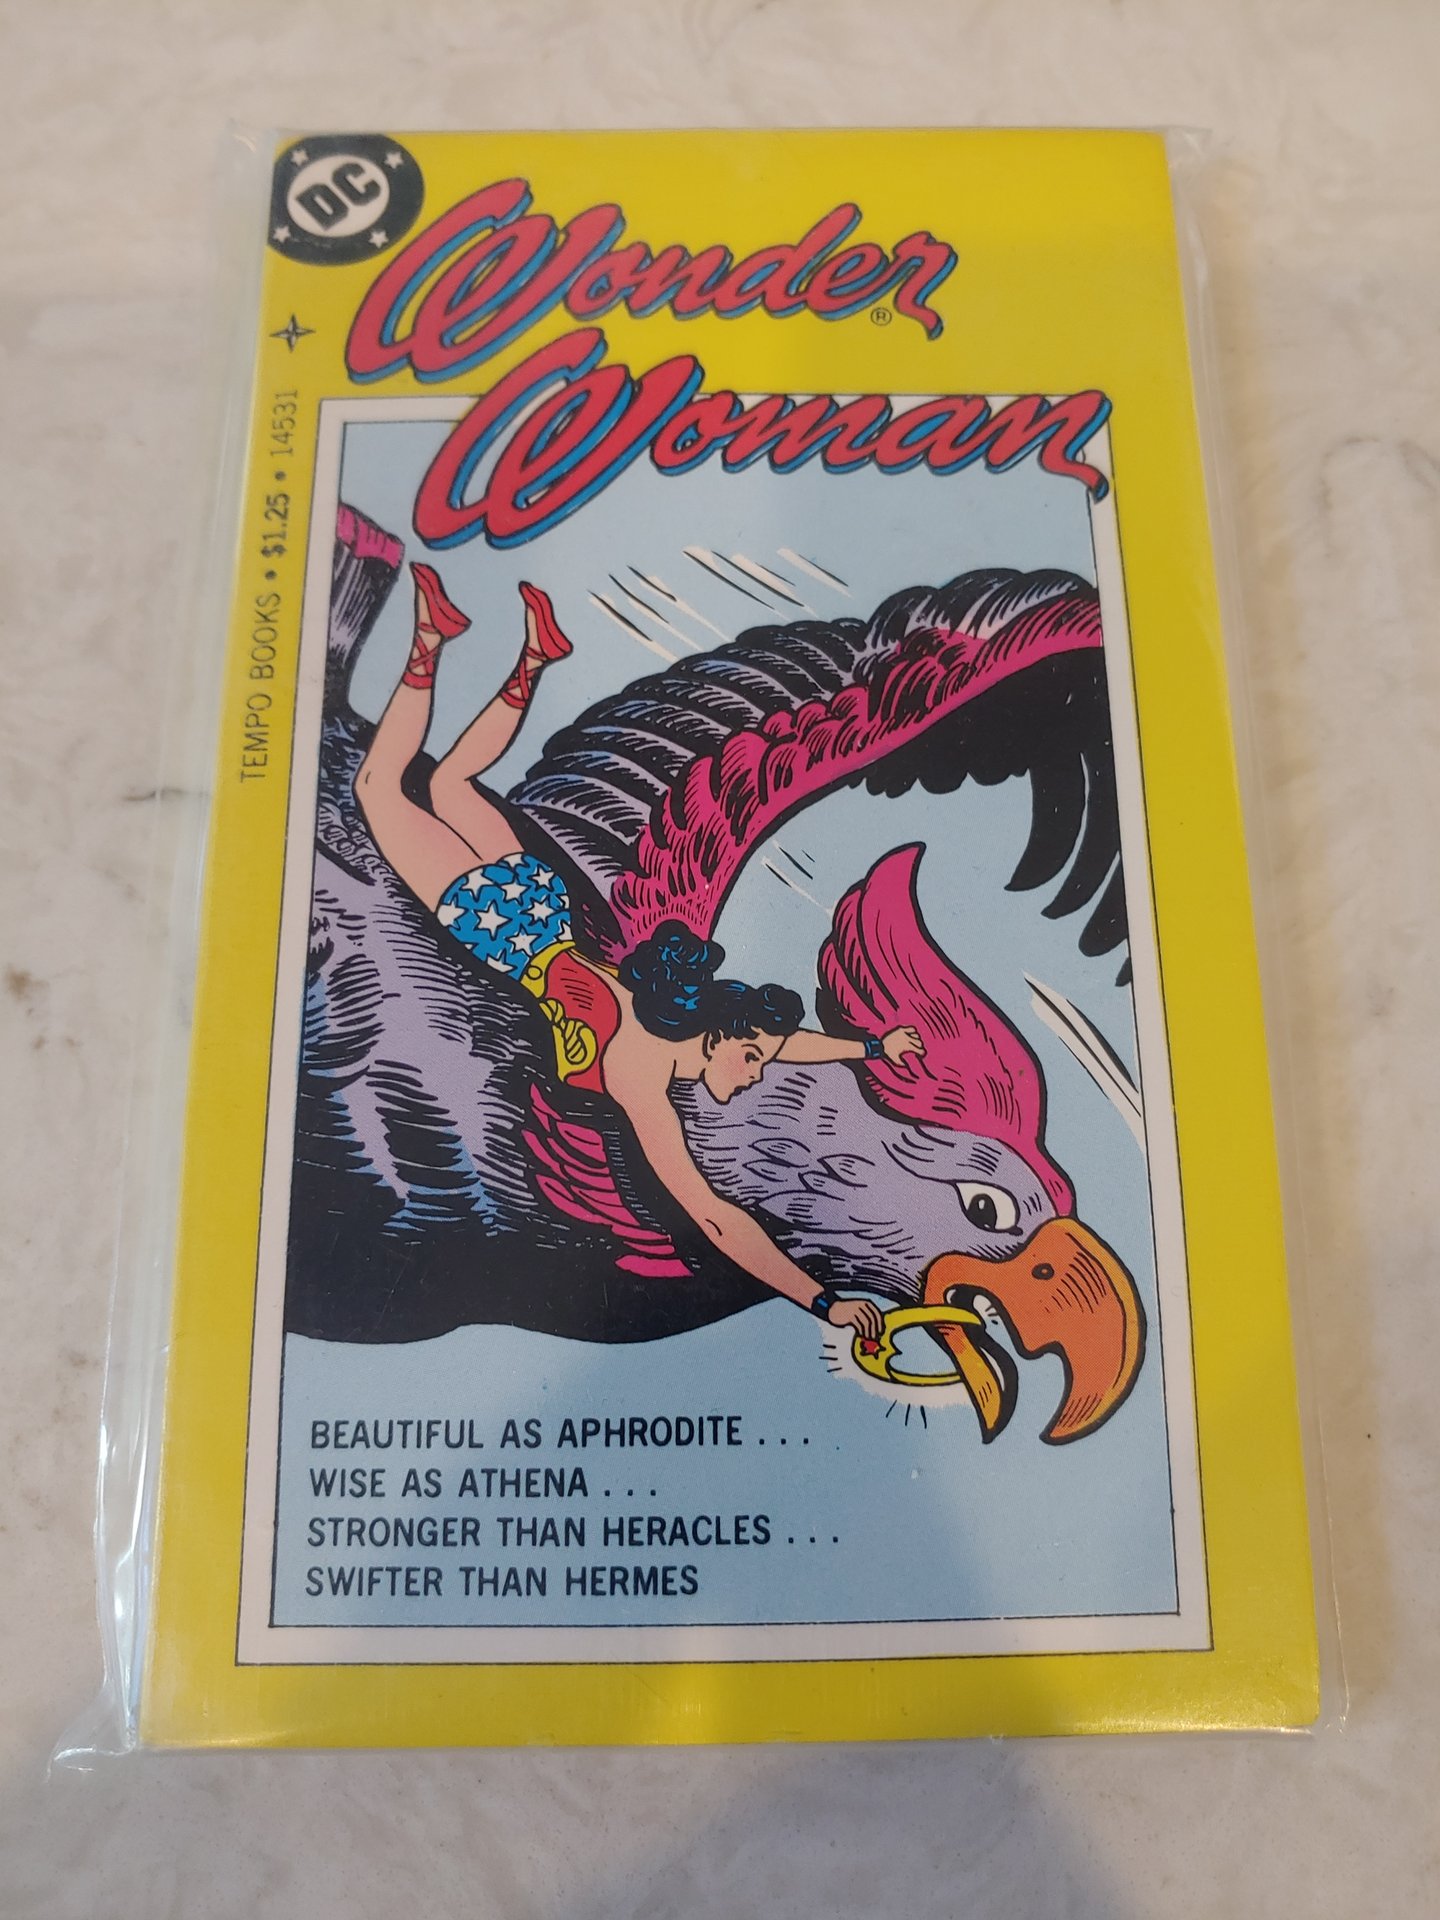 DC
Wonder
Woman
®
TEMPO BOOKS • $1.25 • 14531
BEAUTIFUL AS APHRODITE . . .
WISE AS ATHENA . . .
STRONGER THAN HERACLES . . .
SWIFTER THAN HERMES